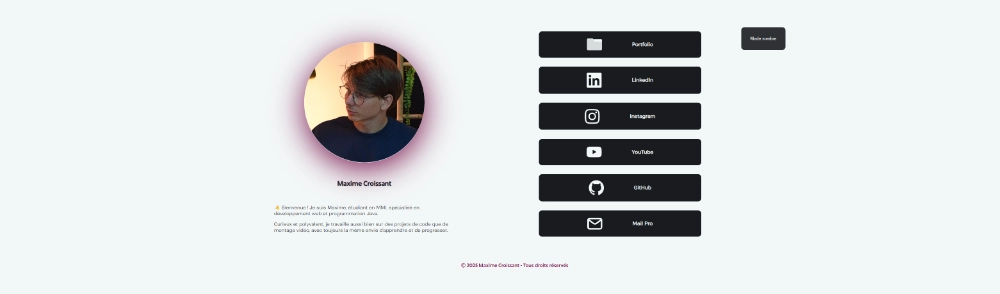 Maxime Croissant
👋 Bienvenue ! Je suis Maxime, étudiant en MMI, spécialisé en
développement web et programmation Java.
Curieux et polyvalent, je travaille aussi bien sur des projets de code que de
montage vidéo, avec toujours la même envie d'apprendre et de progresser.
Portfolio
LinkedIn
Instagram
YouTube
GitHub
Mail Pro
Mode sombre
© 2025 Maxime Croissant • Tous droits réservés